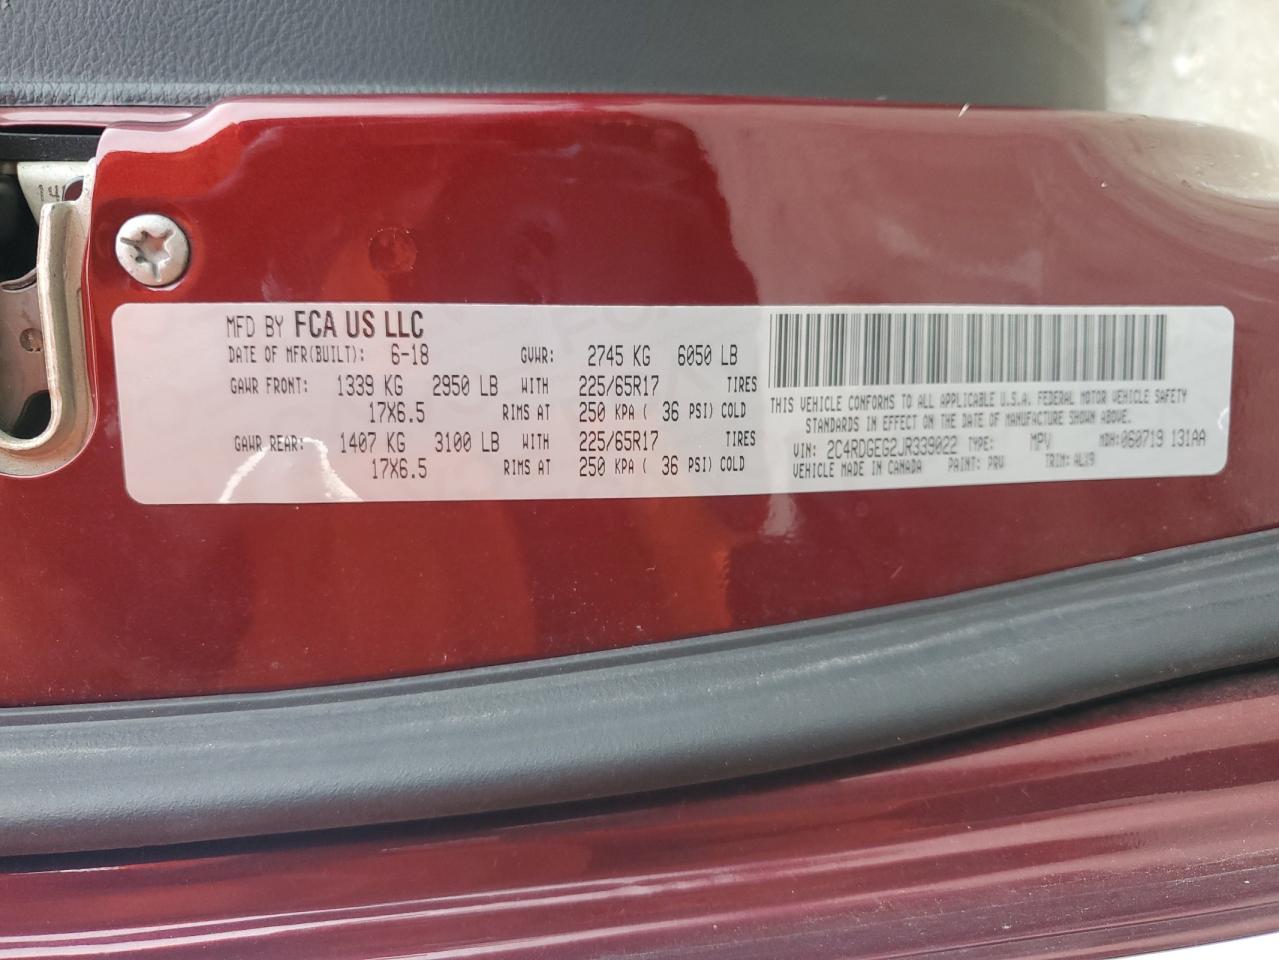 MFD BY FCA US LLC
DATE OF MFR(BUILT): 6-18 GVWR: 2745 KG 6050 LB
GAWR FRONT: 1339 KG 2950 LB WITH 225/65R17 TIRES
17X6.5 RIMS AT 250 KPA ( 36 PSI) COLD
GAWR REAR: 1407 KG 3100 LB WITH 225/65R17 TIRES
17X6.5 RIMS AT 250 KPA ( 36 PSI) COLD
THIS VEHICLE CONFORMS TO ALL APPLICABLE U.S.A. FEDERAL MOTOR VEHICLE SAFETY
STANDARDS IN EFFECT ON THE DATE OF MANUFACTURE SHOWN ABOVE.
VIN: 2C4RDGEG2JR339022 TYPE: MPV MDH:060719 131AA
VEHICLE MADE IN CANADA PAINT: PRV TRIM: ALX9